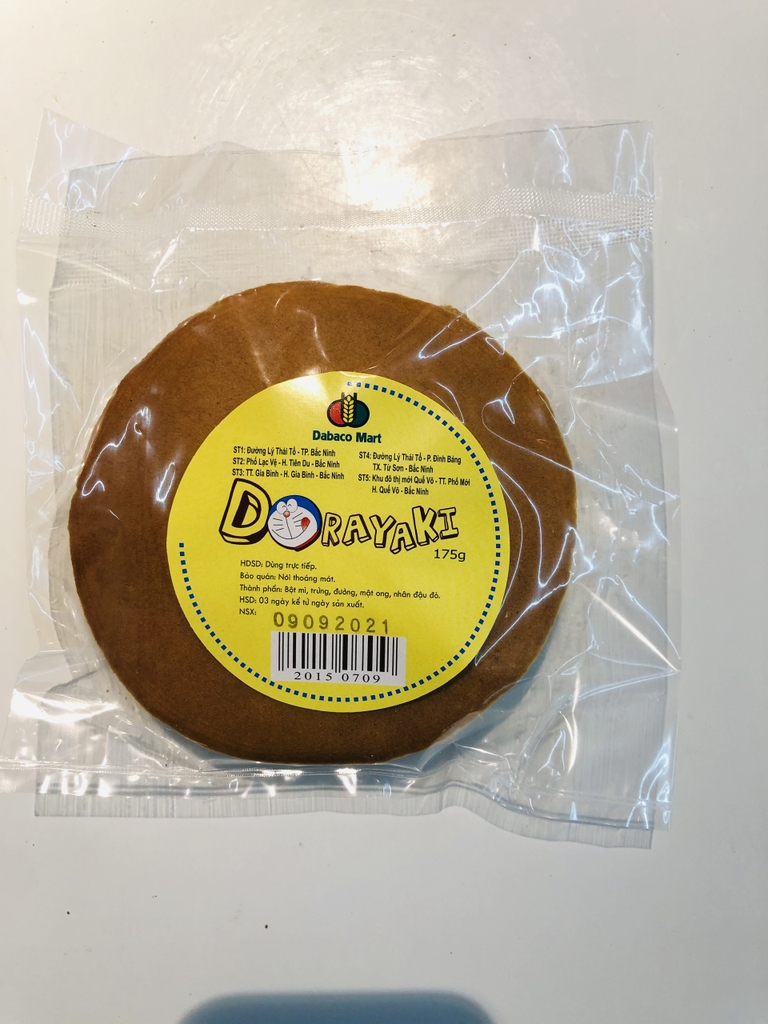 Dabaco Mart
ST1: Đường Lý Thái Tổ - TP. Bắc Ninh
ST2: Phố Lạc Vệ - H. Tiên Du - Bắc Ninh
ST3: TT. Gia Bình - H. Gia Bình - Bắc Ninh
ST4: Đường Lý Thái Tổ - P. Đình Bảng
TX. Từ Sơn - Bắc Ninh
ST5: Khu đô thị mới Quế Võ - TT. Phố Mới
H. Quế Võ - Bắc Ninh
DORAYAKI
175g
HDSD: Dùng trực tiếp.
Bảo quản: Nơi thoáng mát.
Thành phần: Bột mì, trứng, đường, mật ong, nhân đậu đỏ.
HSD: 03 ngày kể từ ngày sản xuất.
NSX: 09092021
2015 0709